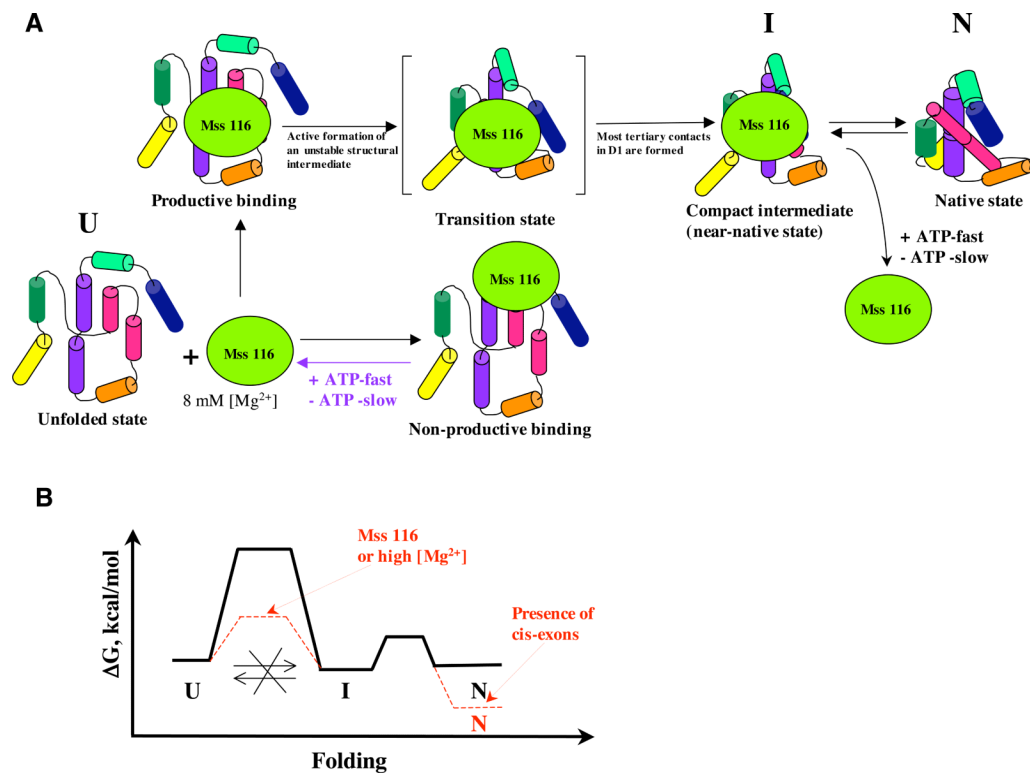 A
I
N
Mss 116
Mss 116
Mss 116
Active formation of
an unstable structural
intermediate
Most tertiary contacts
in D1 are formed
Productive binding
Transition state
Compact intermediate
(near-native state)
Native state
U
+ ATP-fast
- ATP -slow
Mss 116
Mss 116
+
Mss 116
8 mM [Mg²⁺]
+ ATP-fast
- ATP -slow
Unfolded state
Non-productive binding
B
ΔG, kcal/mol
Mss 116
or high [Mg²⁺]
Presence of
cis-exons
U
I
N
N
Folding